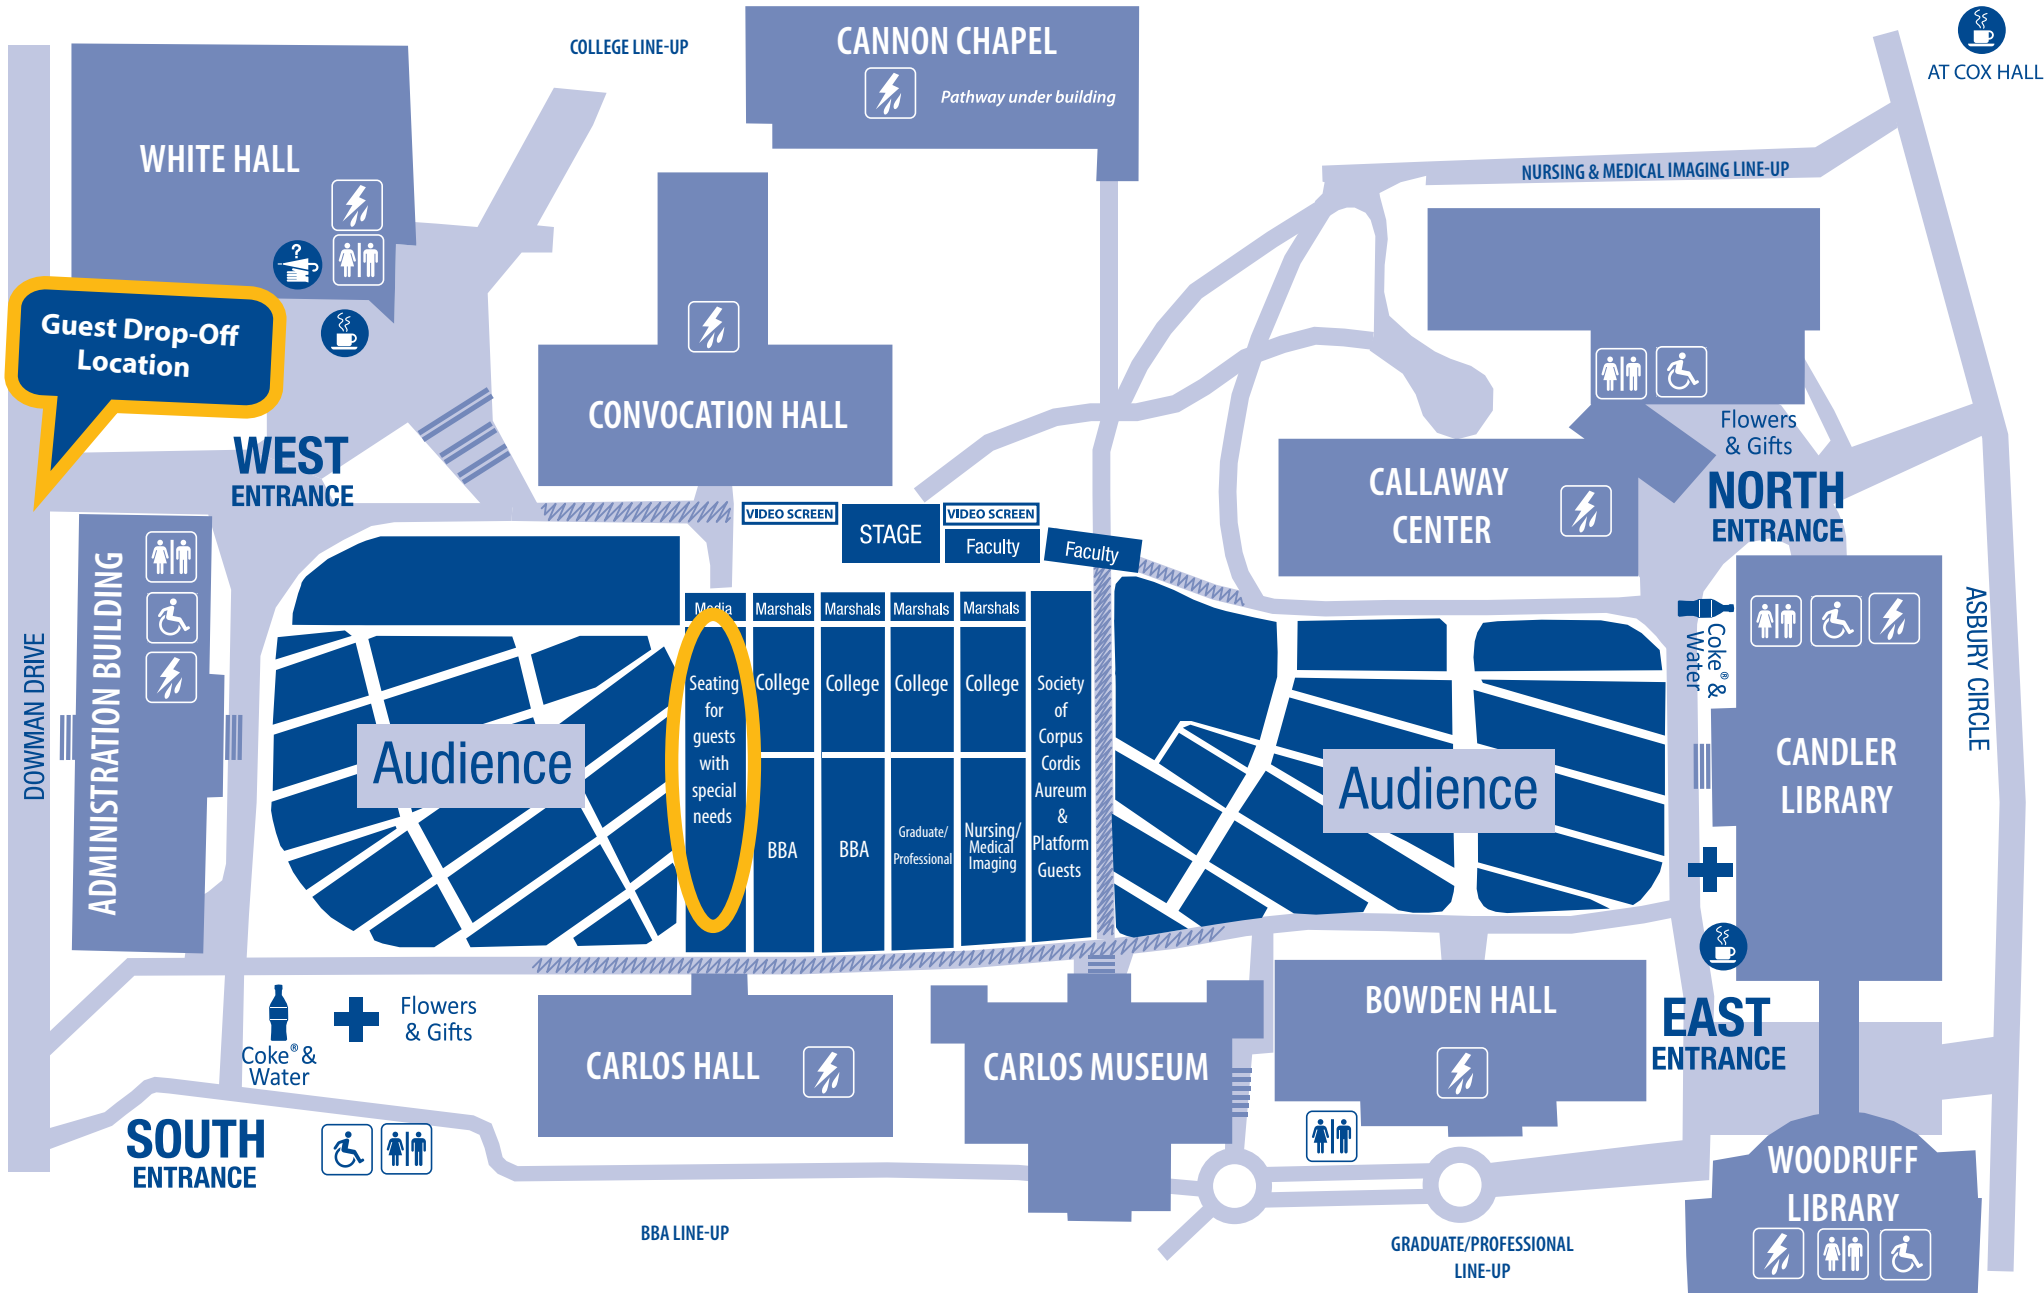 COLLEGE LINE-UP
CANNON CHAPEL
Pathway under building
AT COX HALL
WHITE HALL
NURSING & MEDICAL IMAGING LINE-UP
?
Guest Drop-Off
Location
CONVOCATION HALL
Flowers
& Gifts
WEST
ENTRANCE
CALLAWAY
CENTER
NORTH
ENTRANCE
VIDEO SCREEN
STAGE
VIDEO SCREEN
Faculty
Faculty
DOWMAN DRIVE
ADMINISTRATION BUILDING
Media
Marshals
Marshals
Marshals
Marshals
Seating
for
guests
with
special
needs
College
College
College
College
Society
of
Corpus
Cordis
Aureum
&
Platform
Guests
Audience
Audience
BBA
BBA
Graduate/
Professional
Nursing/
Medical
Imaging
Coke® &
Water
CANDLER
LIBRARY
ASBURY CIRCLE
Coke® &
Water
Flowers
& Gifts
CARLOS HALL
CARLOS MUSEUM
BOWDEN HALL
EAST
ENTRANCE
SOUTH
ENTRANCE
WOODRUFF
LIBRARY
BBA LINE-UP
GRADUATE/PROFESSIONAL
LINE-UP